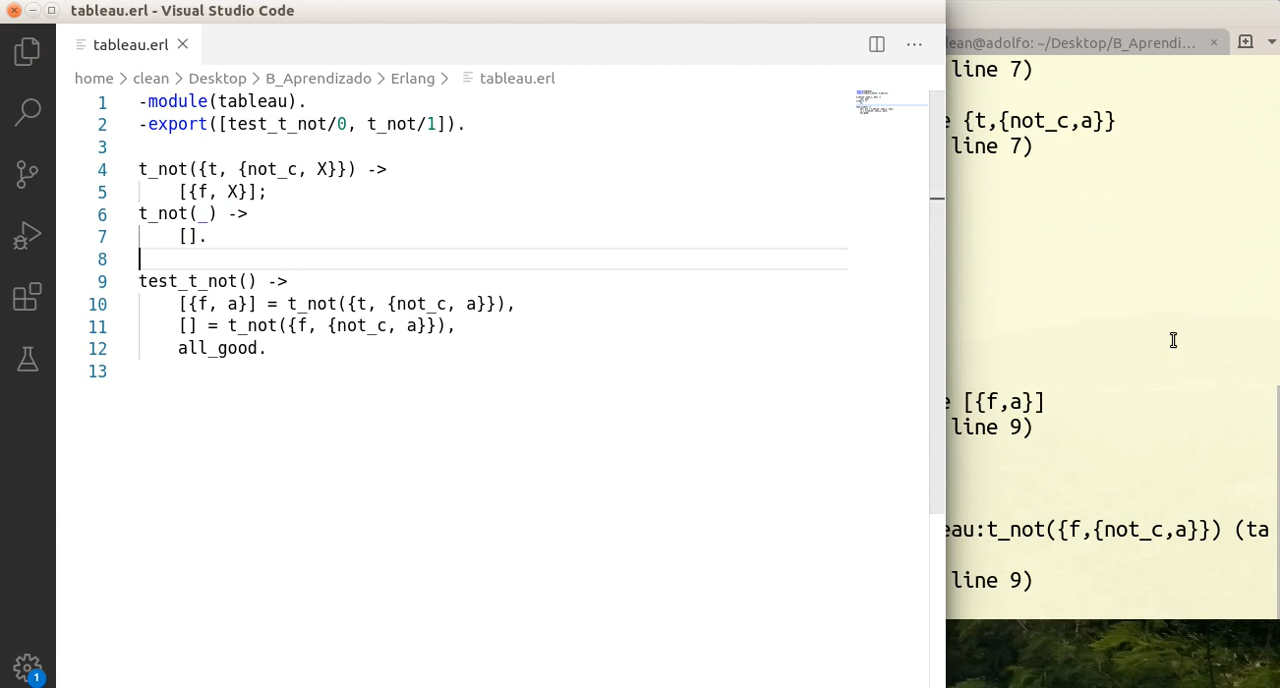 tableau.erl - Visual Studio Code
tableau.erl
home > clean > Desktop > B_Aprendizado > Erlang > tableau.erl
1 -module(tableau).
2 -export([test_t_not/0, t_not/1]).
3
4 t_not({t, {not_c, X}}) ->
5 [{f, X}];
6 t_not(_) ->
7 [].
8
9 test_t_not() ->
10 [{f, a}] = t_not({t, {not_c, a}}),
11 [] = t_not({f, {not_c, a}}),
12 all_good.
13
1
lean@adolfo: ~/Desktop/B_Aprendi...
line 7)
e {t,{not_c,a}}
line 7)
e [{f,a}]
line 9)
eau:t_not({f,{not_c,a}}) (ta
line 9)